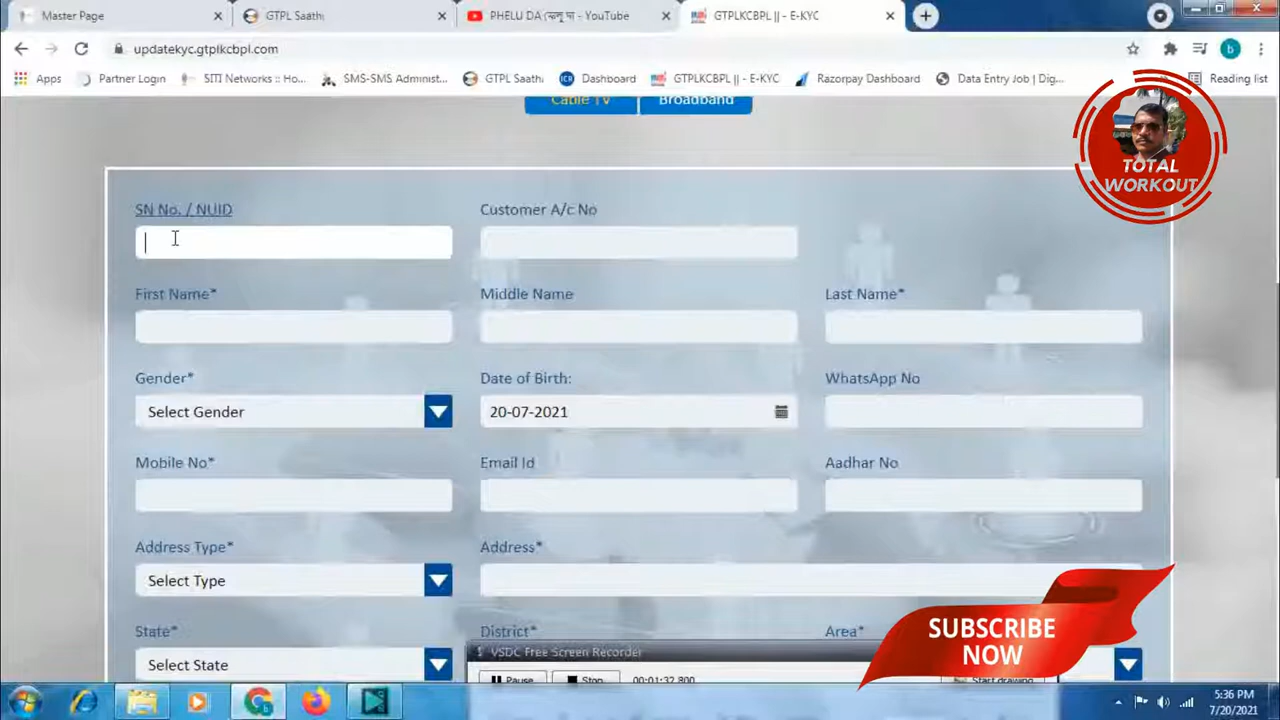 Master Page
GTPL Saathi
PHELU DA (ফেলু দা) - YouTube
GTPLKCBPL || - E-KYC
updatekyc.gtplkcbpl.com
b
Apps
Partner Login
SITI Networks :: Ho...
SMS-SMS Administ...
GTPL Saathi
ICR
Dashboard
GTPLKCBPL || - E-KYC
Razorpay Dashboard
Data Entry Job | Dig...
Reading list
Cable TV
Broadband
TOTAL
WORKOUT
SN No. / NUID
Customer A/c No
First Name*
Middle Name
Last Name*
Gender*
Date of Birth:
WhatsApp No
Select Gender
20-07-2021
Mobile No*
Email Id
Aadhar No
Address Type*
Address*
Select Type
State*
District*
Area*
Select State
SUBSCRIBE
NOW
VSDC Free Screen Recorder
Pause
Stop
00:01:32.800
Start drawing
5:36 PM
7/20/2021